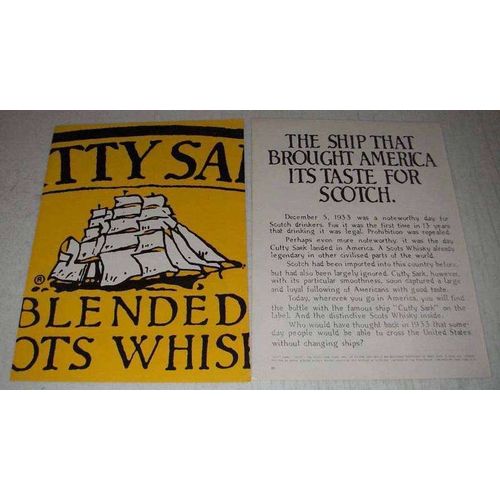 TTY SA
®
BLENDED
OTS WHIS
THE SHIP THAT
BROUGHT AMERICA
ITS TASTE FOR
SCOTCH.
December 5, 1933 was a noteworthy day for
Scotch drinkers. For it was the first time in 13 years
that drinking it was legal. Prohibition was repealed.
Perhaps even more noteworthy, it was the day
Cutty Sark landed in America. A Scots Whisky already
legendary in other civilised parts of the world.
Scotch had been imported into this country before,
but had also been largely ignored. Cutty Sark, however,
with its particular smoothness, soon captured a large
and loyal following of Americans with good taste.
Today, wherever you go in America, you will find
the bottle with the famous ship "Cutty Sark" on the
label. And the distinctive Scots Whisky inside.
Who would have thought back in 1933 that some-
day people would be able to cross the United States
without changing ships?